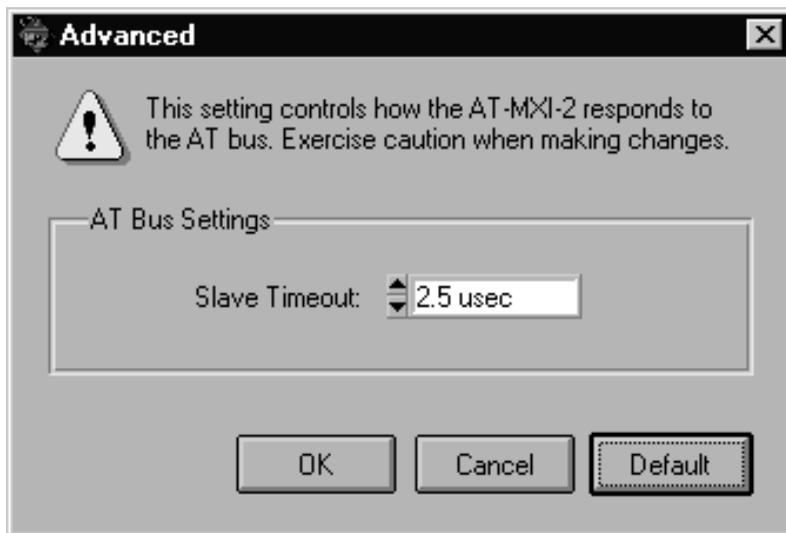 Advanced
This setting controls how the AT-MXI-2 responds to
the AT bus. Exercise caution when making changes.
AT Bus Settings
Slave Timeout: 2.5 usec
OK Cancel Default